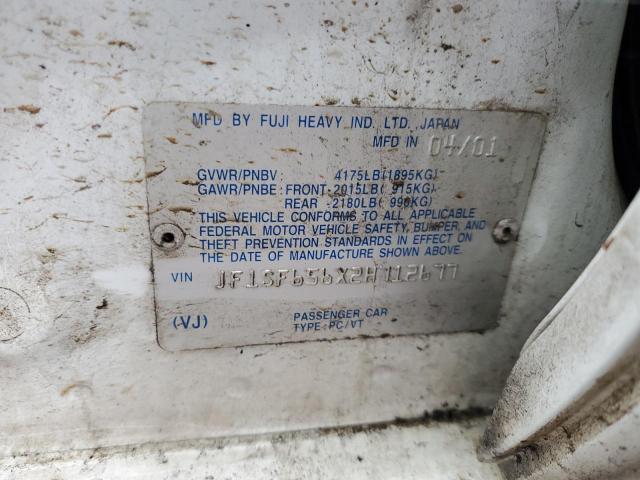 MFD BY FUJI HEAVY IND. LTD. JAPAN
MFD IN 04/01
GVWR/PNBV: 4175LB(1895KG)
GAWR/PNBE: FRONT-2015LB( 915KG)
REAR -2180LB( 990KG)
THIS VEHICLE CONFORMS TO ALL APPLICABLE
FEDERAL MOTOR VEHICLE SAFETY, BUMPER, AND
THEFT PREVENTION STANDARDS IN EFFECT ON
THE DATE OF MANUFACTURE SHOWN ABOVE.
VIN JF1SF656X2H712677
(VJ) PASSENGER CAR
TYPE: PC/VT